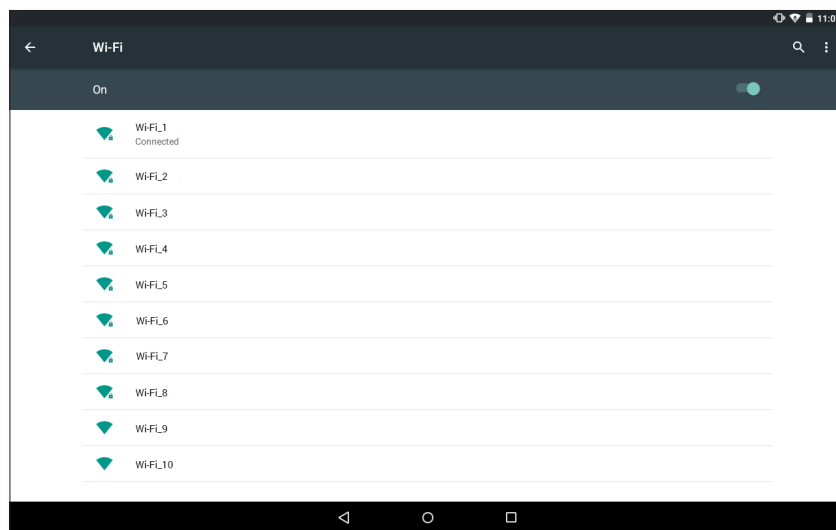 11:0
Wi-Fi
On
Wi-Fi_1
Connected
Wi-Fi_2
Wi-Fi_3
Wi-Fi_4
Wi-Fi_5
Wi-Fi_6
Wi-Fi_7
Wi-Fi_8
Wi-Fi_9
Wi-Fi_10